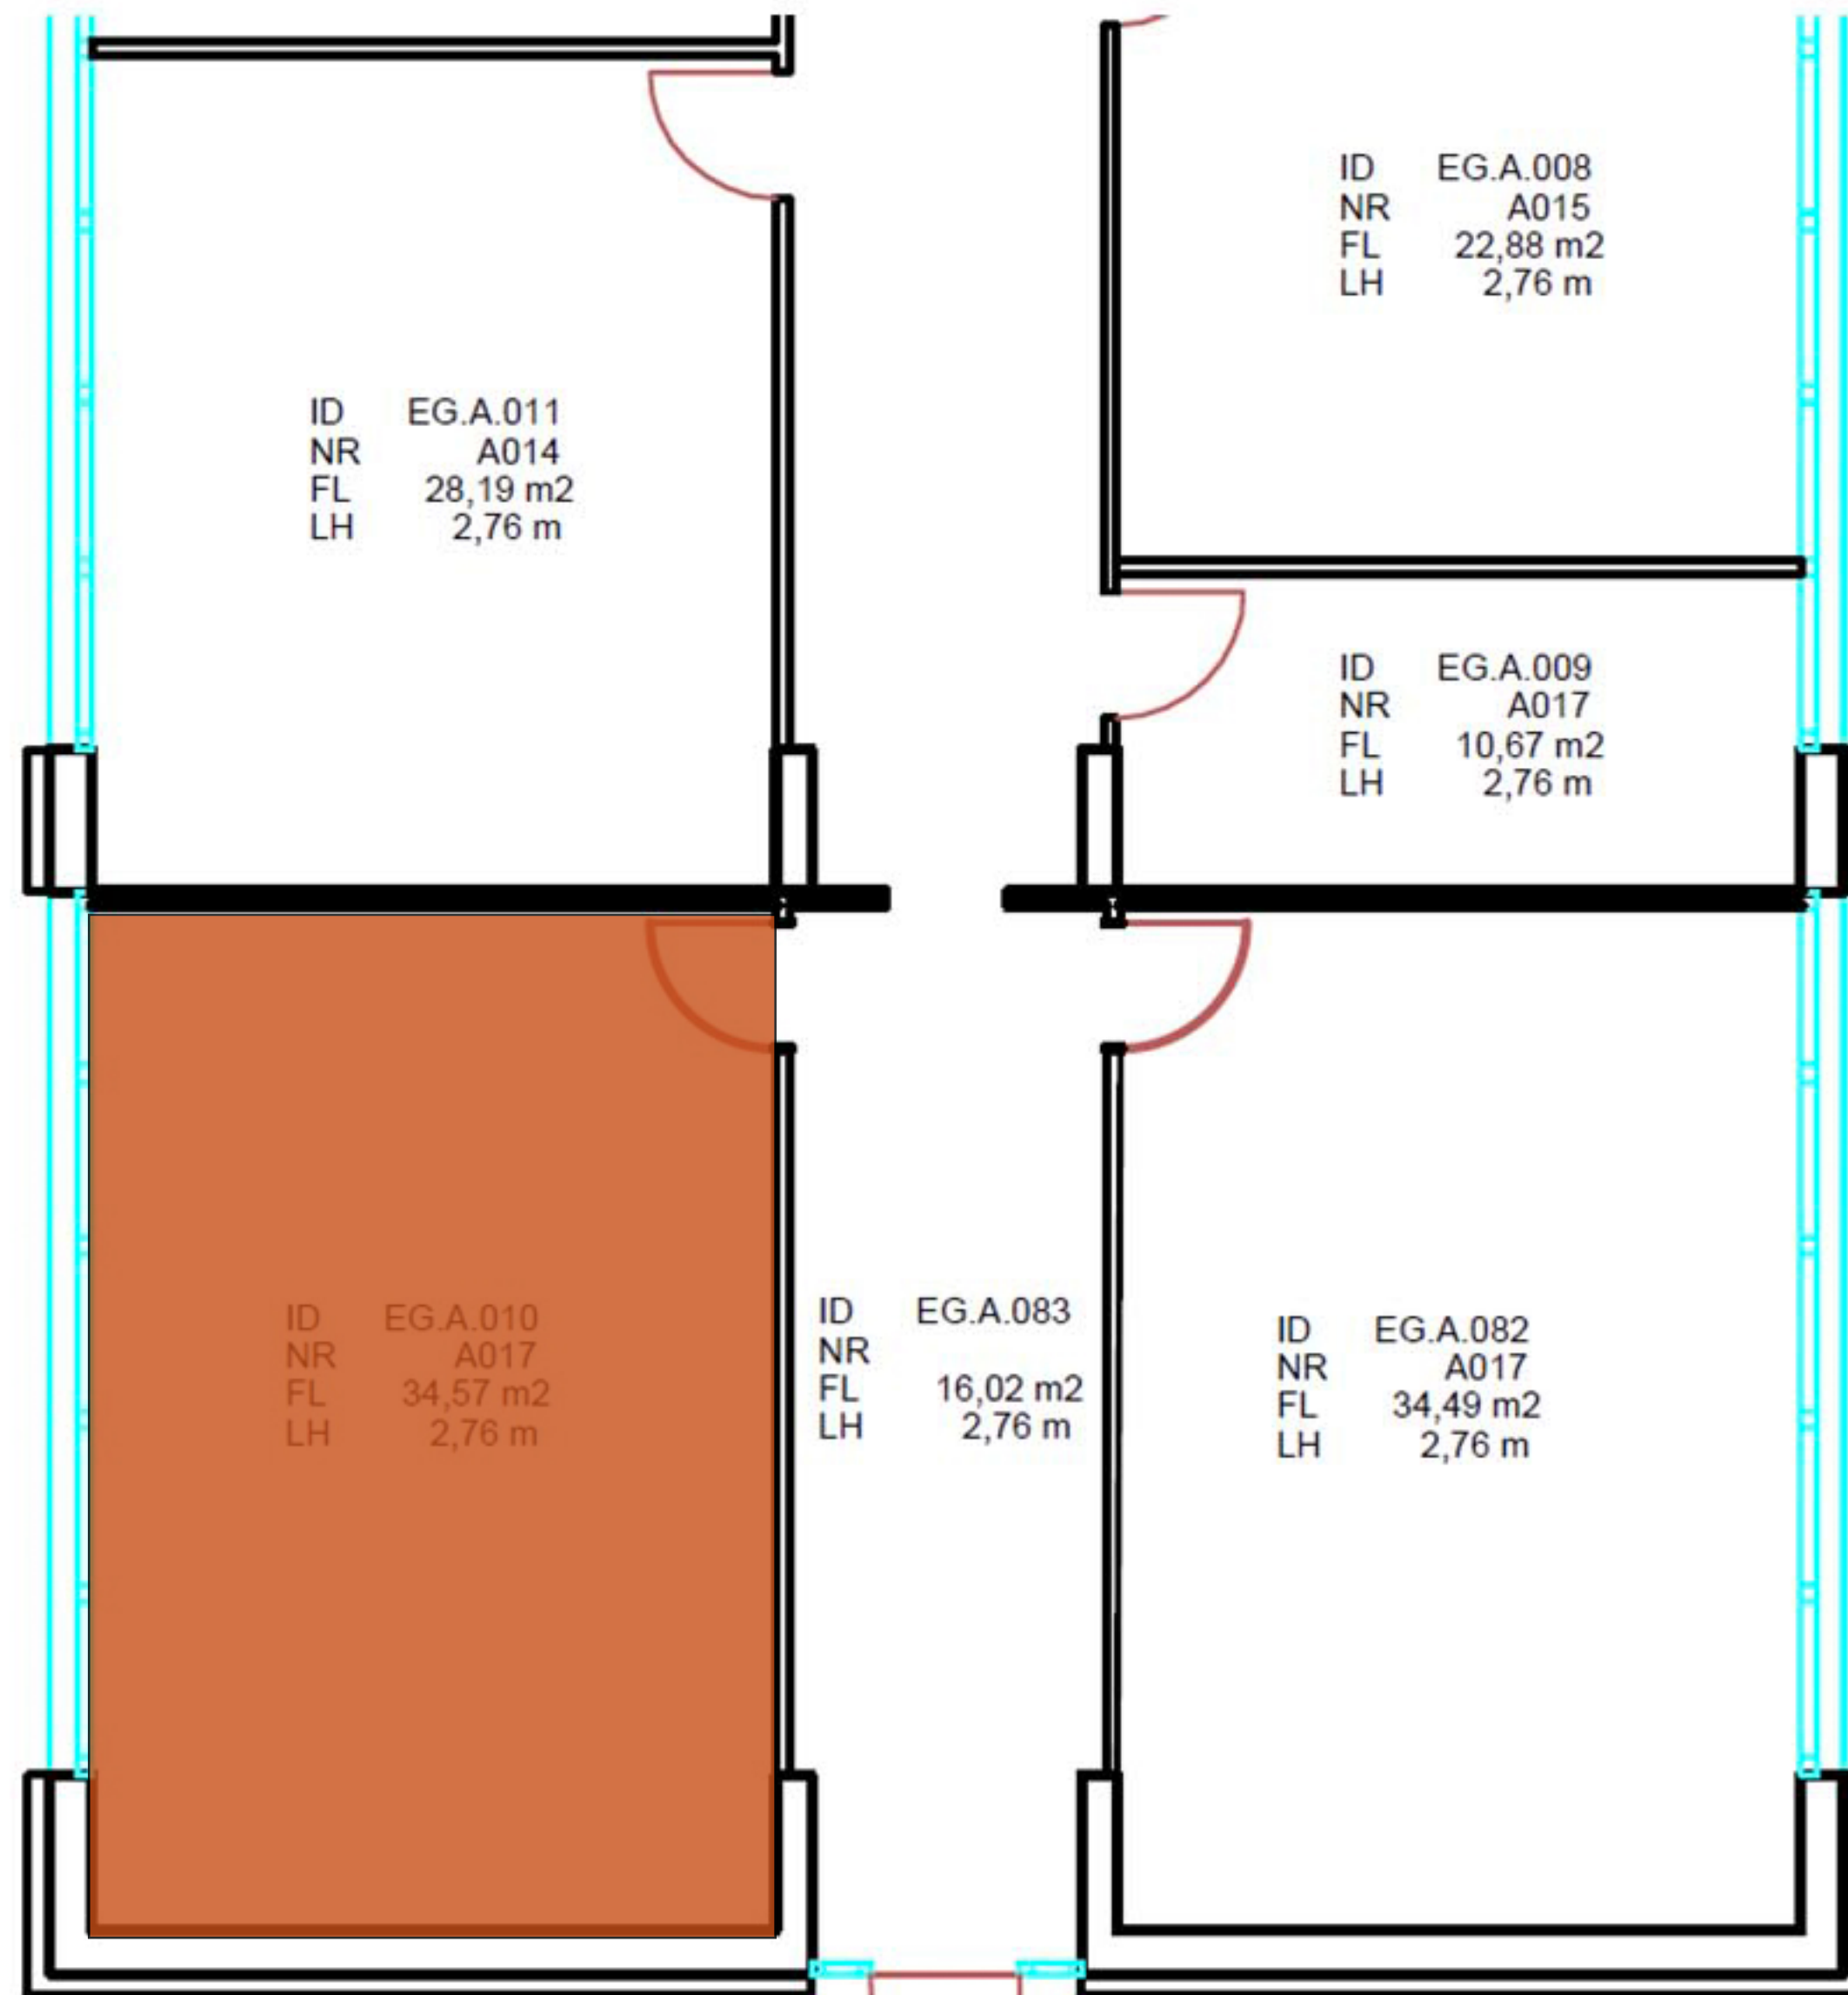 ID EG.A.008
NR A015
FL 22,88 m2
LH 2,76 m
ID EG.A.011
NR A014
FL 28,19 m2
LH 2,76 m
ID EG.A.009
NR A017
FL 10,67 m2
LH 2,76 m
ID EG.A.010
NR A017
FL 34,57 m2
LH 2,76 m
ID EG.A.083
NR
FL 16,02 m2
LH 2,76 m
ID EG.A.082
NR A017
FL 34,49 m2
LH 2,76 m